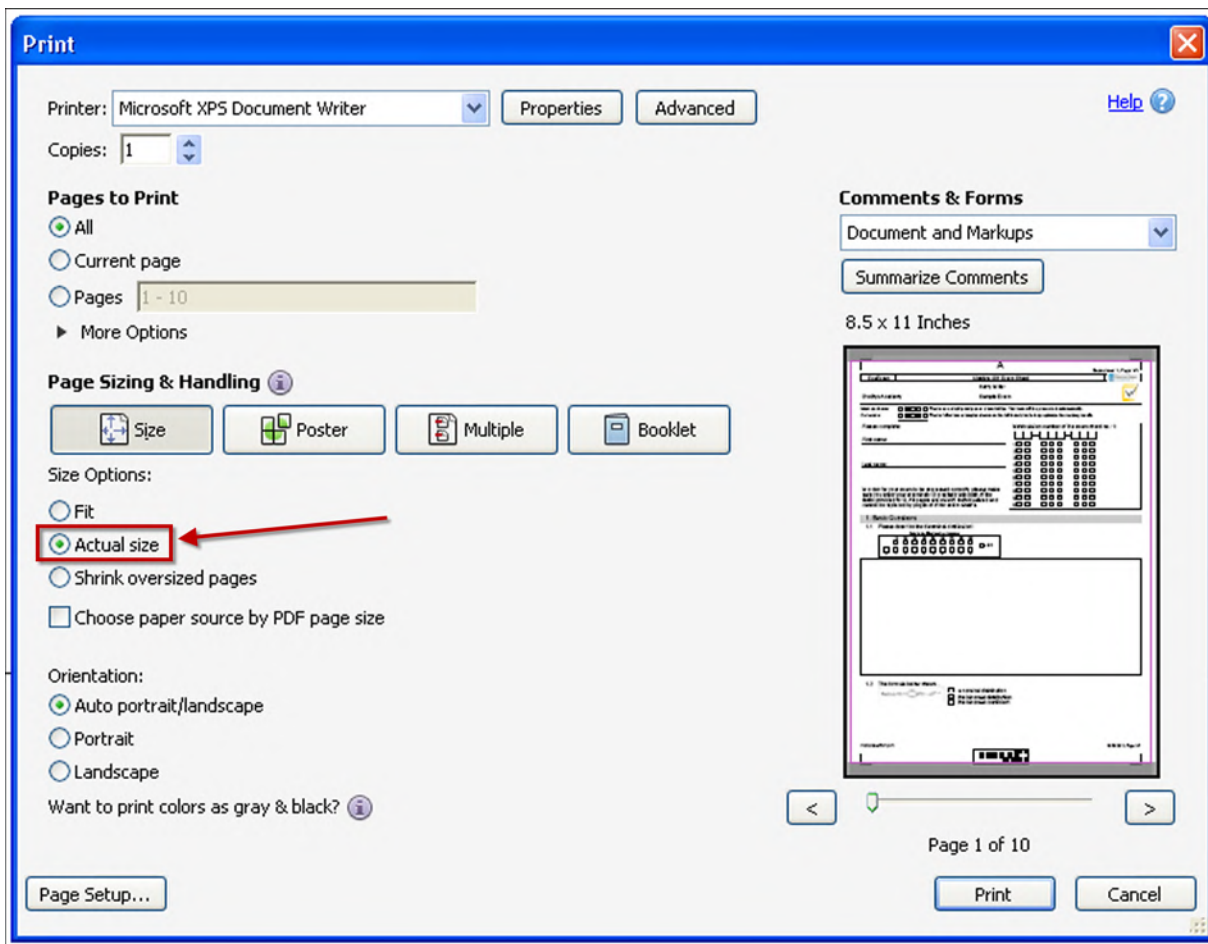 Print
Printer: Microsoft XPS Document Writer Properties Advanced Help
Copies: 1
Pages to Print
All
Current page
Pages 1 - 10
More Options
Page Sizing & Handling
Size Poster Multiple Booklet
Size Options:
Fit
Actual size
Shrink oversized pages
Choose paper source by PDF page size
Orientation:
Auto portrait/landscape
Portrait
Landscape
Want to print colors as gray & black?
Page Setup...
Comments & Forms
Document and Markups
Summarize Comments
8.5 x 11 Inches
A
< >
Page 1 of 10
Print Cancel